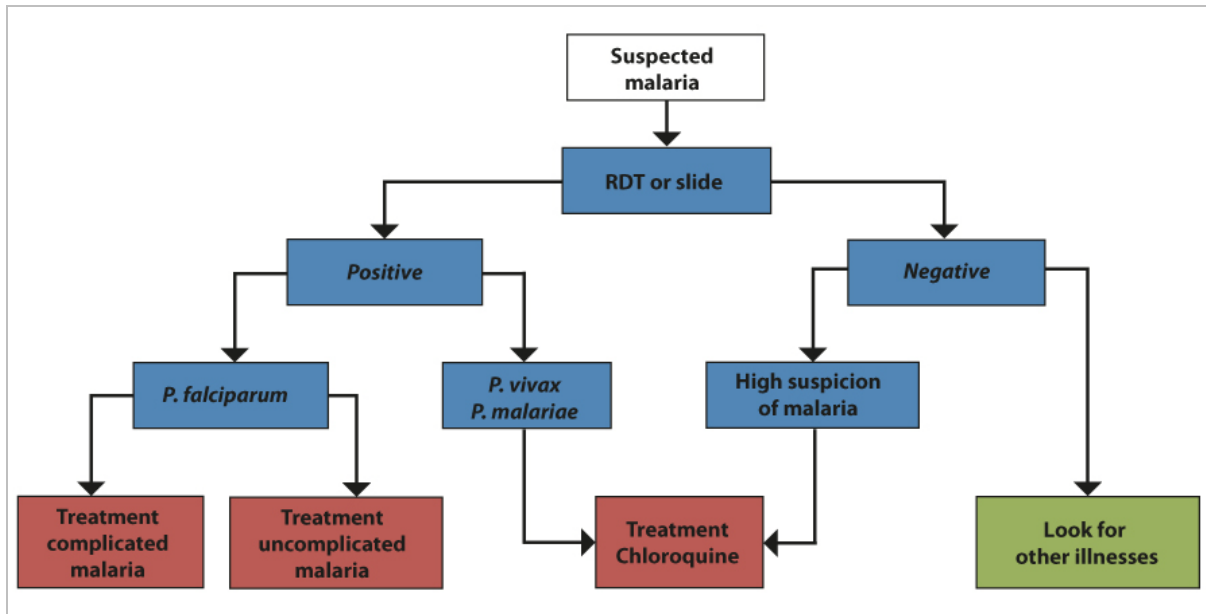 Suspected
malaria
RDT or slide
Positive
Negative
P. falciparum
P. vivax
P. malariae
High suspicion
of malaria
Treatment
complicated
malaria
Treatment
uncomplicated
malaria
Treatment
Chloroquine
Look for
other illnesses